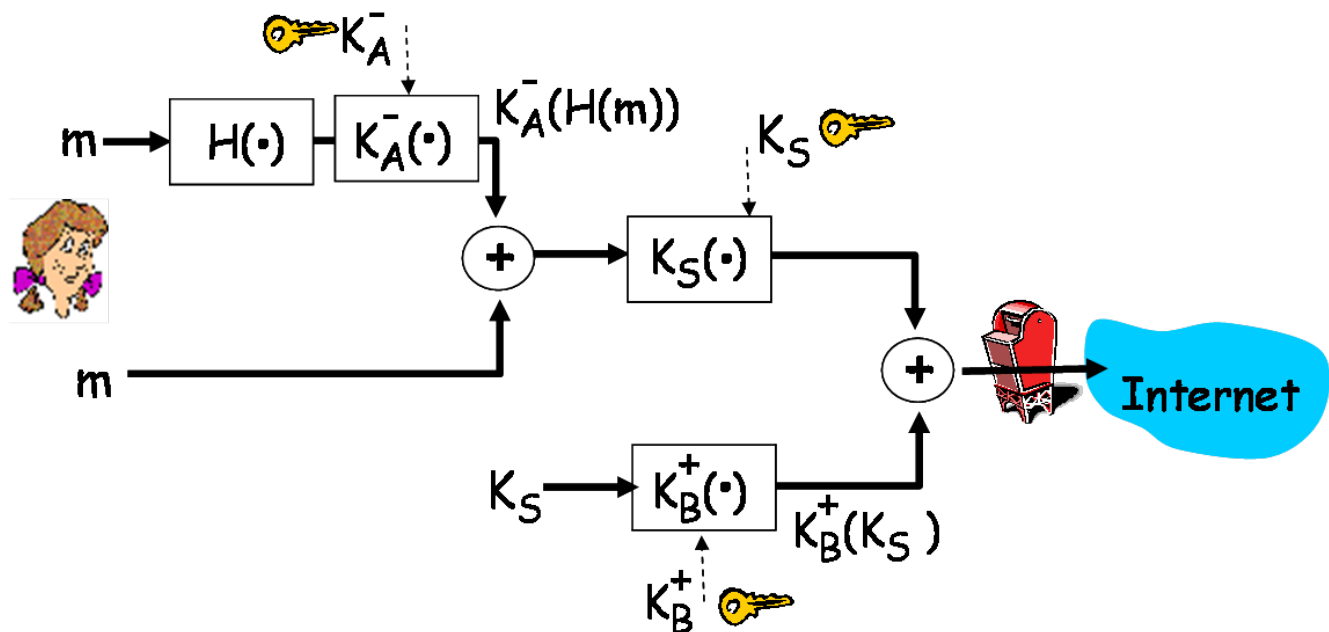 K_A^-
m
H(·)
K_A^-(·)
K_A^-(H(m))
K_S
+
K_S(·)
m
+
Internet
K_S
K_B^+(·)
K_B^+(K_S)
K_B^+